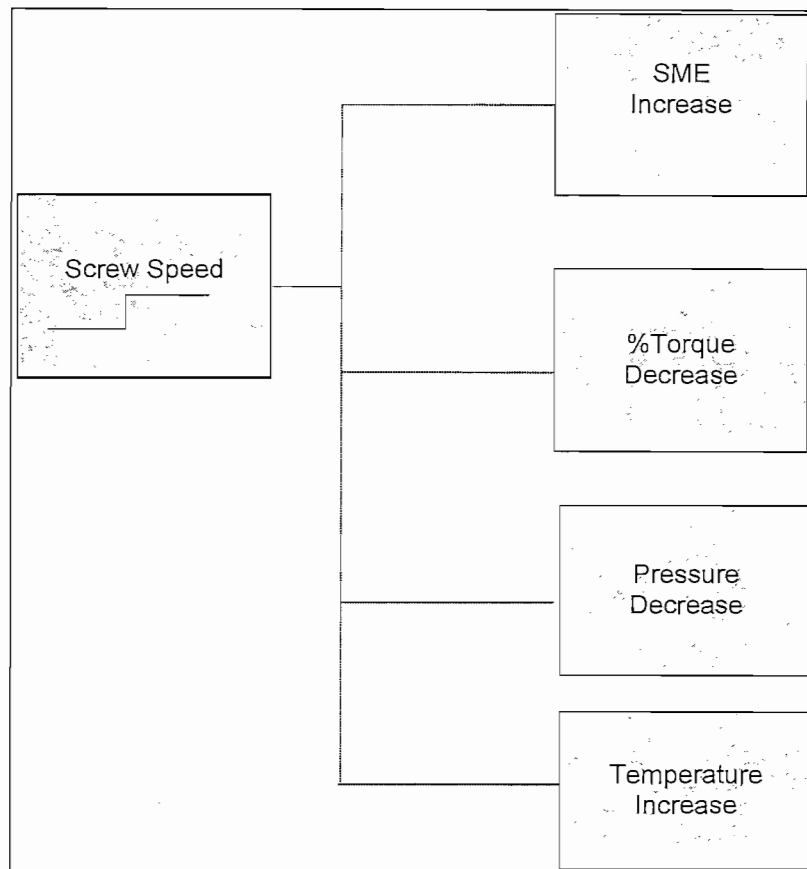 SME
Increase
Screw Speed
%Torque
Decrease
Pressure
Decrease
Temperature
Increase